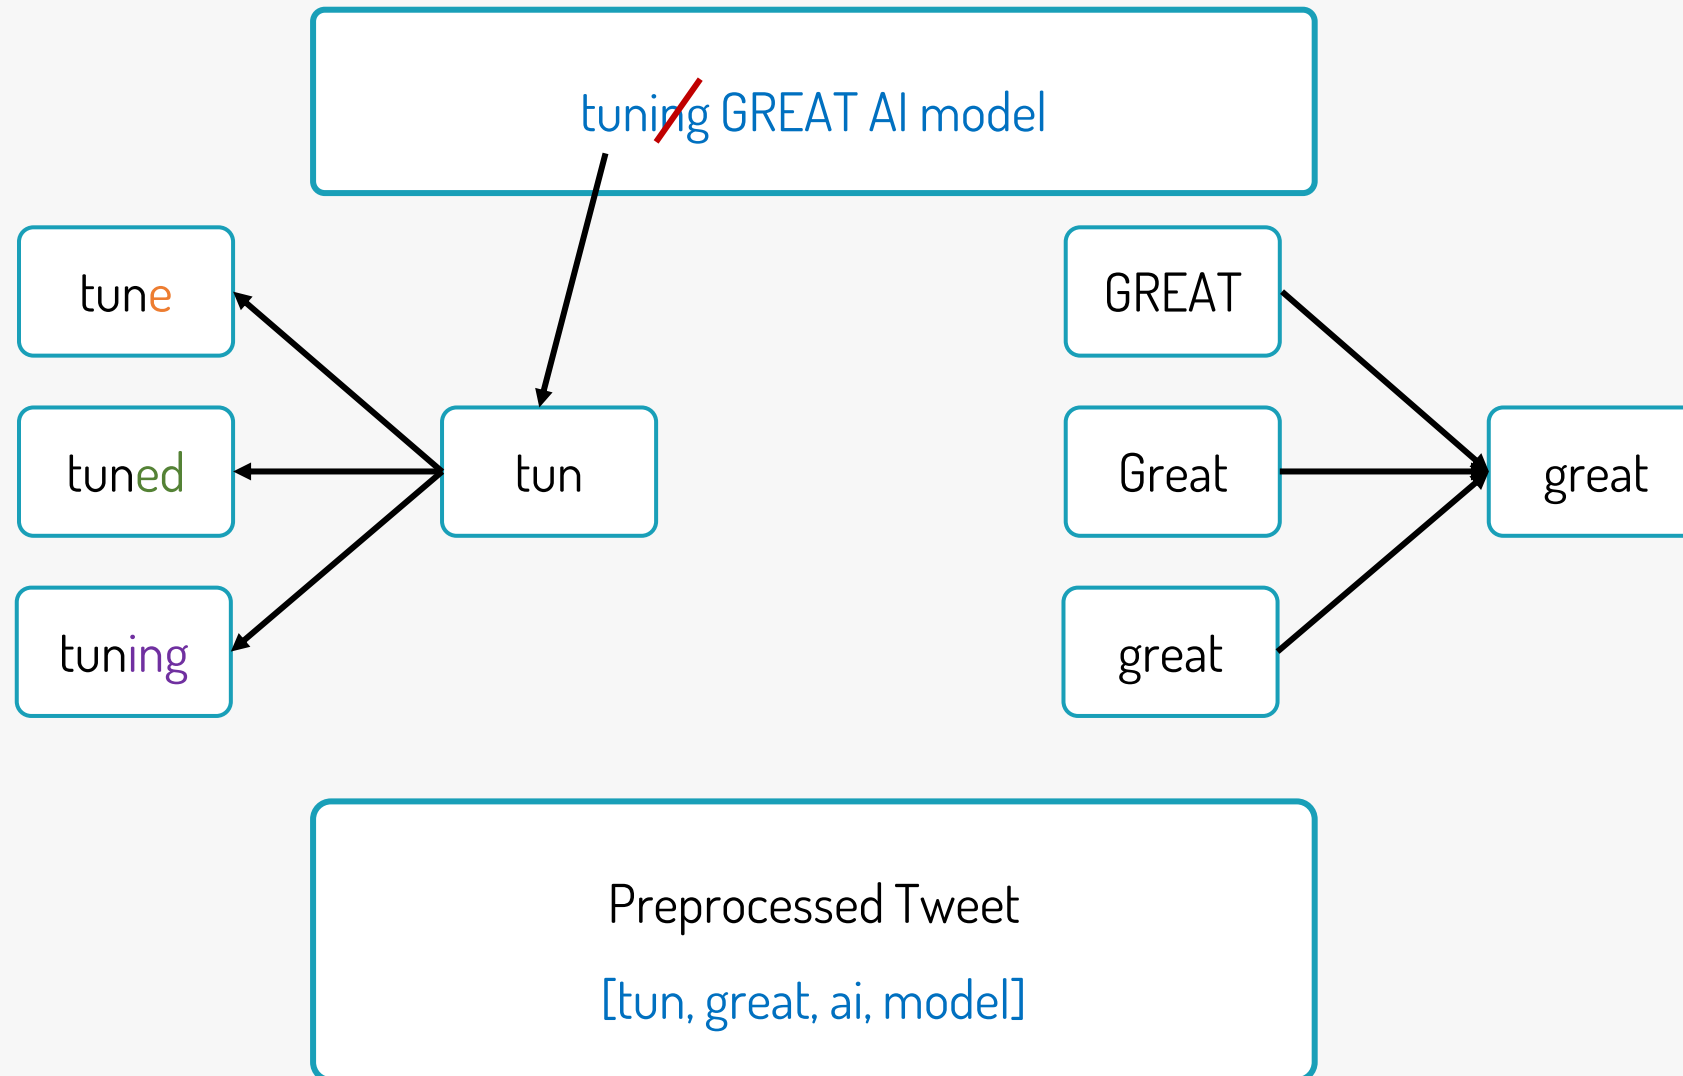 tuning GREAT AI model
tune
GREAT
tuned
tun
Great
great
tuning
great
Preprocessed Tweet
[tun, great, ai, model]